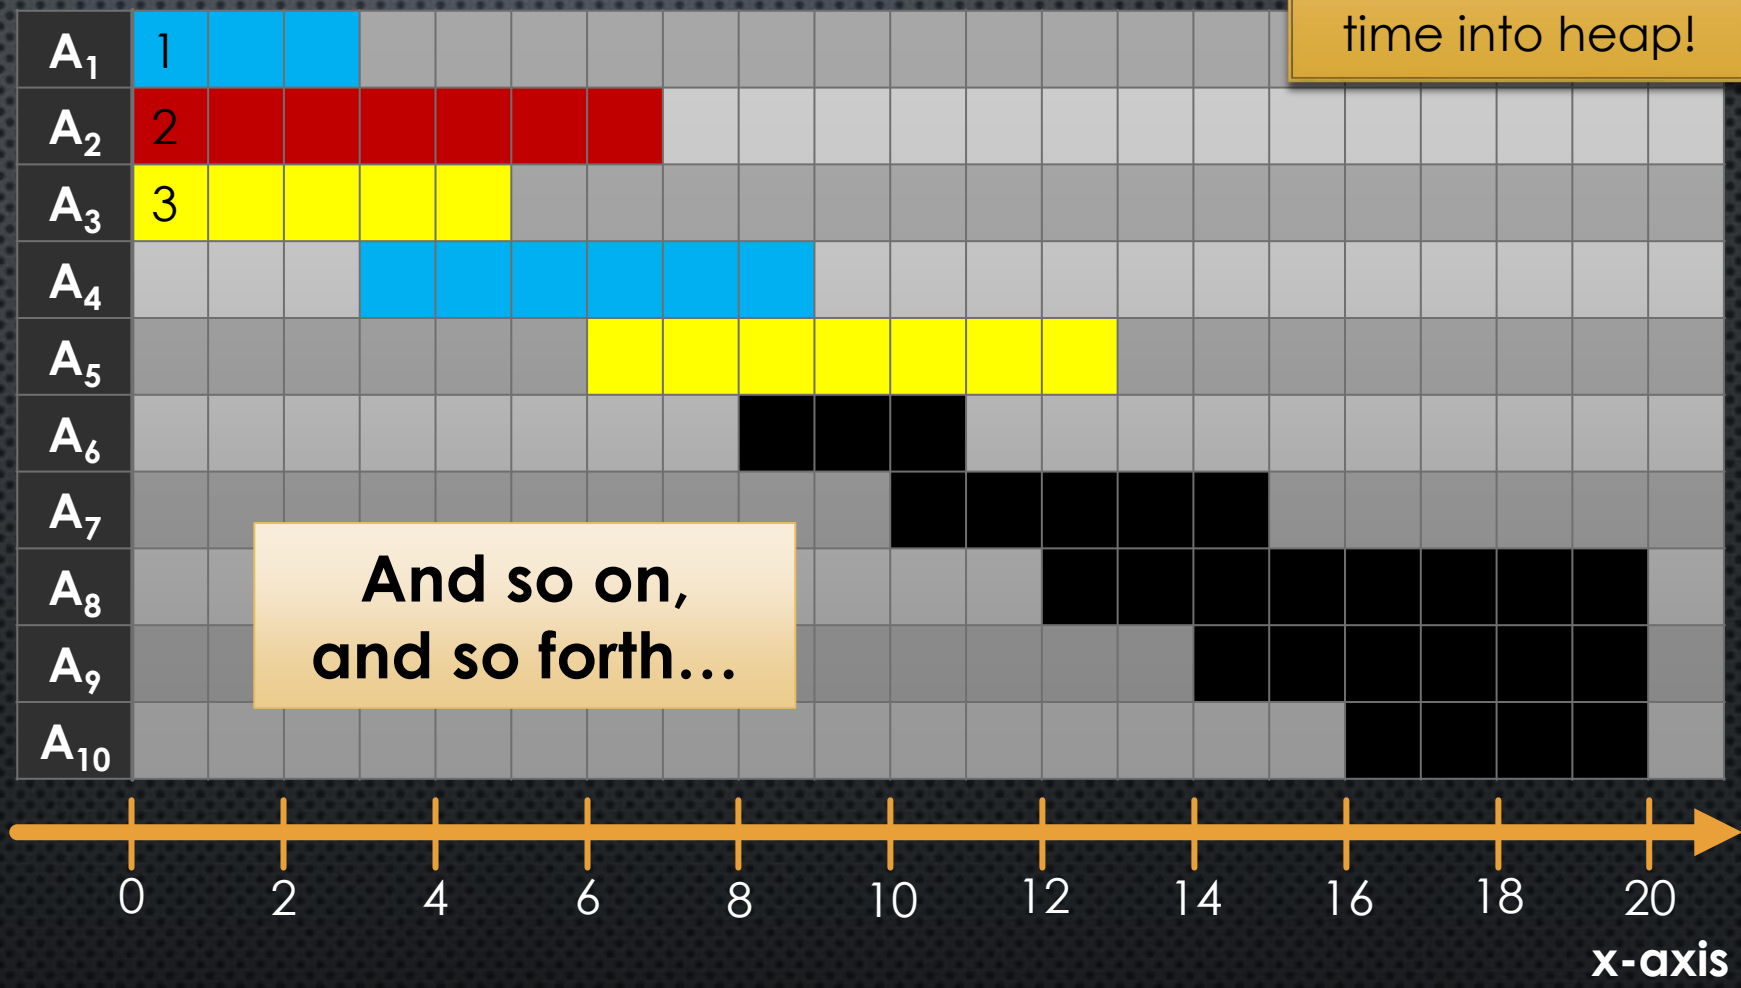 time into heap!
A₁ 1
A₂ 2
A₃ 3
A₄
A₅
A₆
A₇
A₈
A₉
A₁₀
And so on,
and so forth…
0 2 4 6 8 10 12 14 16 18 20
x-axis